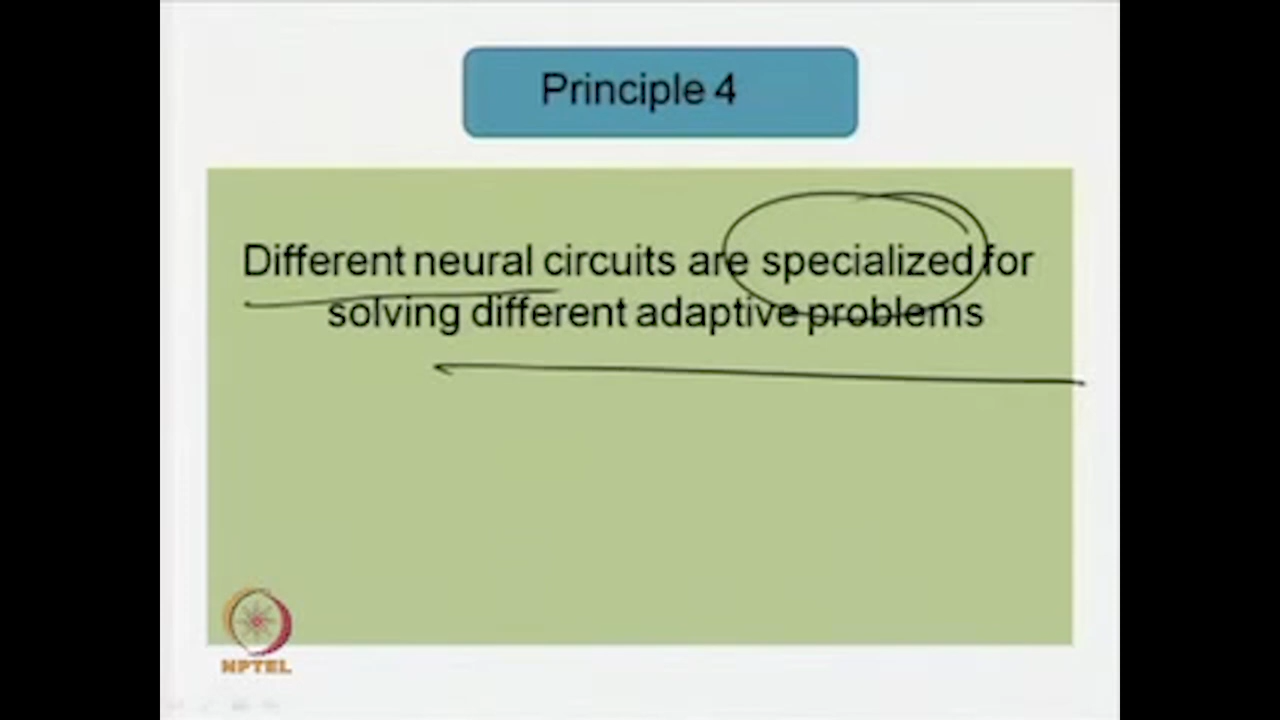 Principle 4
Different neural circuits are specialized for
solving different adaptive problems
NPTEL